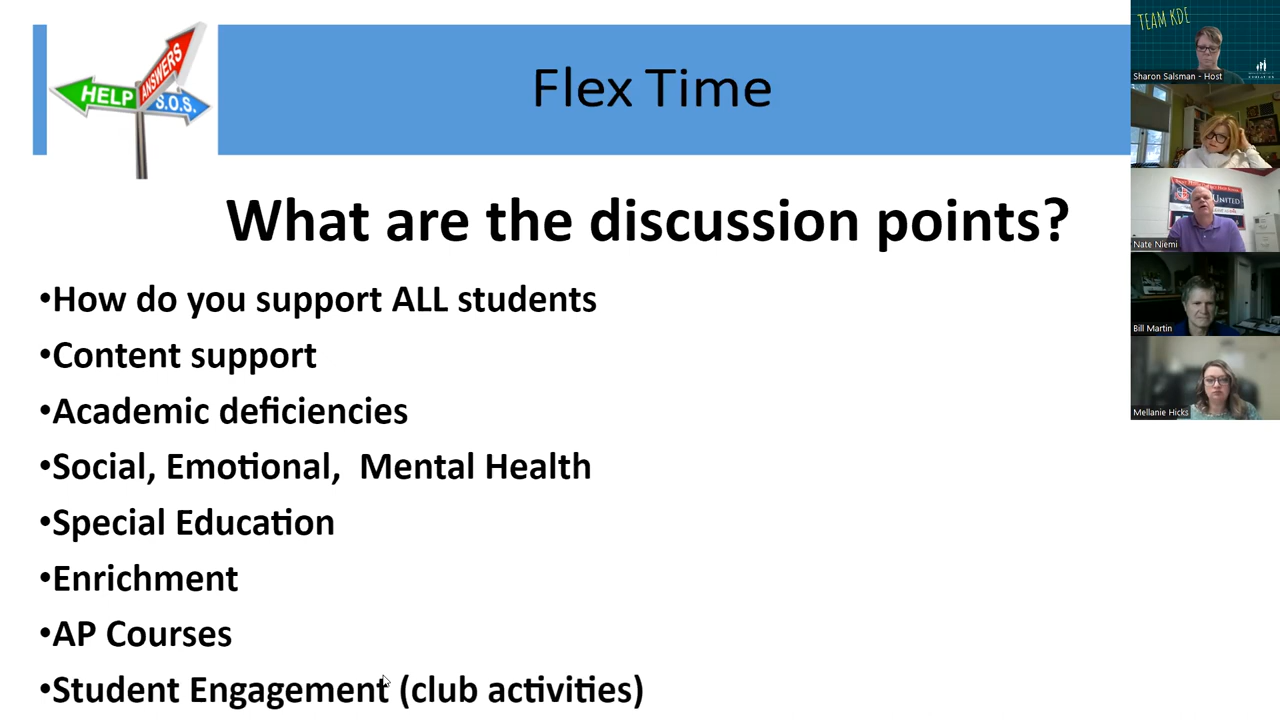 HELP
ANSWERS
S.O.S.
Flex Time
What are the discussion points?
•How do you support ALL students
•Content support
•Academic deficiencies
•Social, Emotional,  Mental Health
•Special Education
•Enrichment
•AP Courses
•Student Engagement (club activities)
TEAM KDE
Sharon Salsman - Host
UNITED
Nate Niemi
Bill Martin
Mellanie Hicks